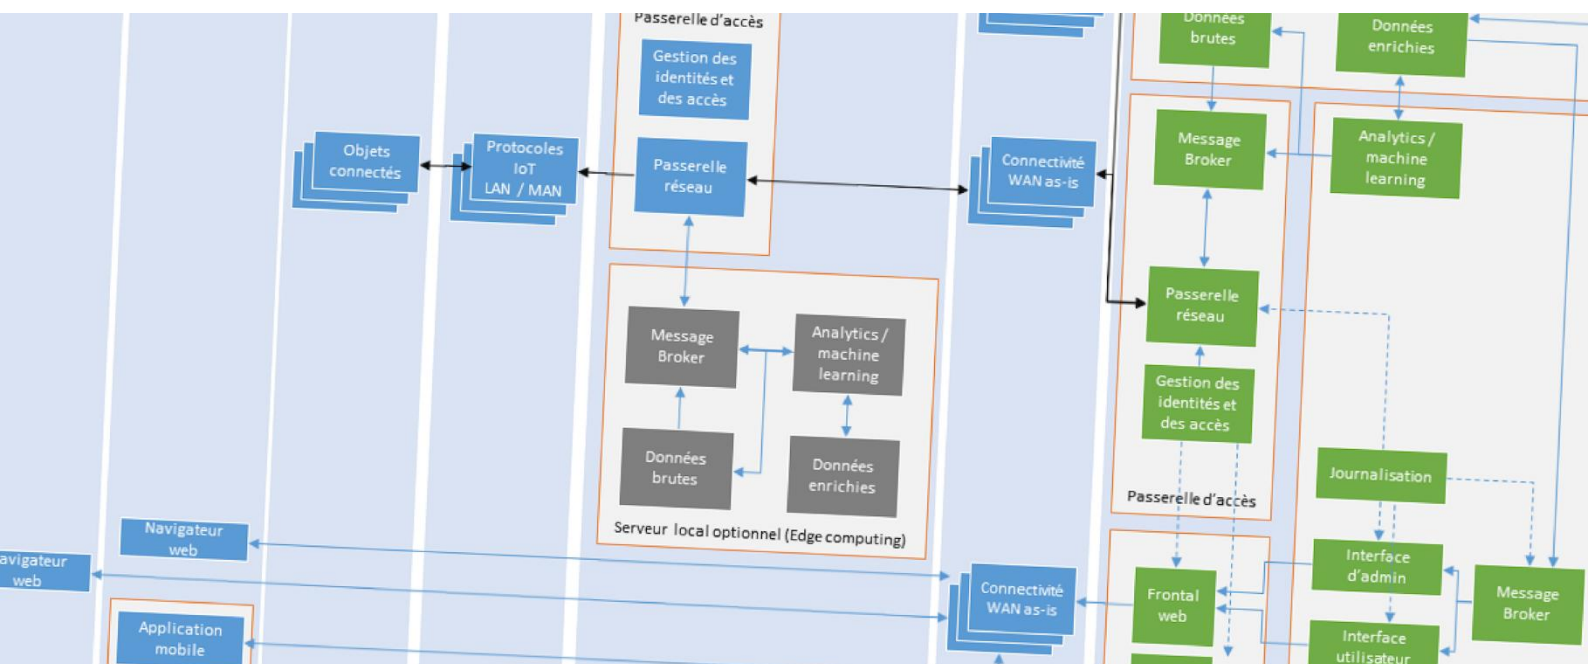 Passerelle d'accès
Gestion des
identités et
des accès
Objets
connectés
Protocoles
IoT
LAN / MAN
Passerelle
réseau
Connectivité
WAN as-is
Message
Broker
Analytics /
machine
learning
Données
brutes
Données
enrichies
Serveur local optionnel (Edge computing)
Données
brutes
Données
enrichies
Message
Broker
Analytics /
machine
learning
Passerelle
réseau
Gestion des
identités et
des accès
Passerelle d'accès
Journalisation
Navigateur
web
avigateur
web
Application
mobile
Connectivité
WAN as-is
Frontal
web
Interface
d'admin
Message
Broker
Interface
utilisateur